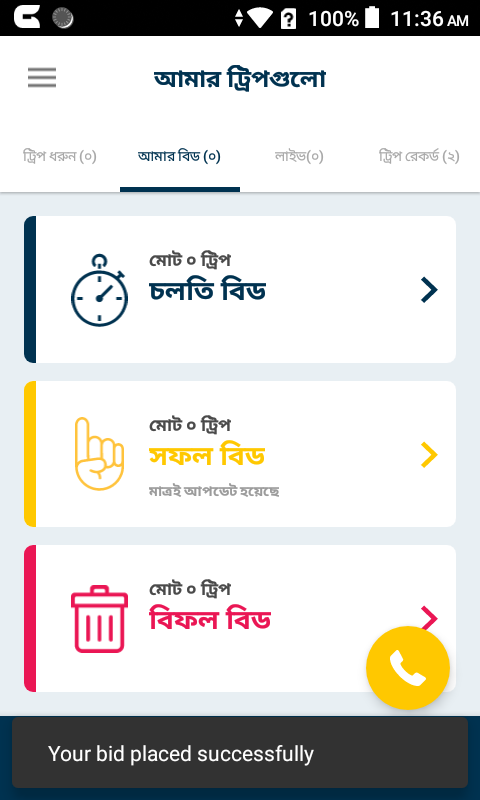 100% 11:36 AM
আমার ট্রিপগুলো
ট্রিপ ধরুন (০) আমার বিড (০) লাইভ(০) ট্রিপ রেকর্ড (২)
মোট ০ ট্রিপ
চলতি বিড
মোট ০ ট্রিপ
সফল বিড
মাত্রই আপডেট হয়েছে
মোট ০ ট্রিপ
বিফল বিড
Your bid placed successfully